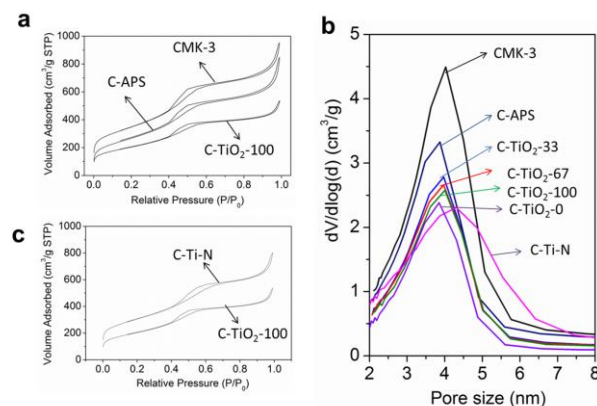 a
Volume Adsorbed (cm³/g STP)
1000
800
600
400
200
0
CMK-3
C-APS
C-TiO₂-100
0.0 0.2 0.4 0.6 0.8 1.0
Relative Pressure (P/P₀)
c
Volume Adsorbed (cm³/g STP)
1000
800
600
400
200
0
C-Ti-N
C-TiO₂-100
0.0 0.2 0.4 0.6 0.8 1.0
Relative Pressure (P/P₀)
b
dV/dlog(d) (cm³/g)
5
4
3
2
1
0
CMK-3
C-APS
C-TiO₂-33
C-TiO₂-67
C-TiO₂-100
C-TiO₂-0
C-Ti-N
2 3 4 5 6 7 8
Pore size (nm)